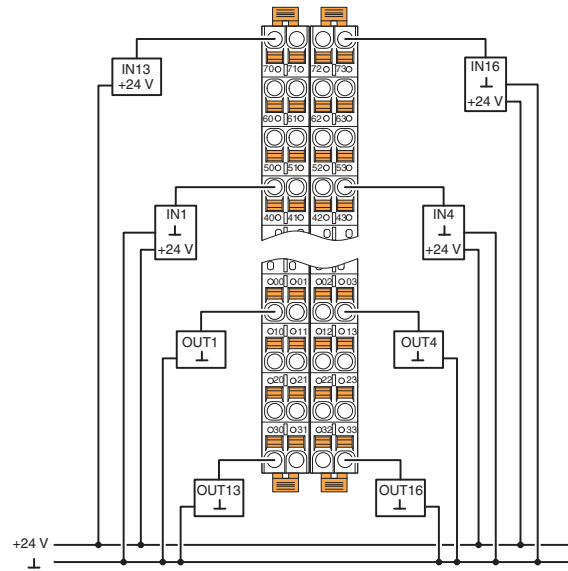 70 71 72 73
IN13
+24 V
IN16
⊥
+24 V
60 61 62 63
50 51 52 53
IN1
⊥
+24 V
IN4
⊥
+24 V
40 41 42 43
00 01 02 03
OUT1
⊥
10 11 12 13
OUT4
⊥
20 21 22 23
30 31 32 33
OUT13
⊥
OUT16
⊥
+24 V
⊥